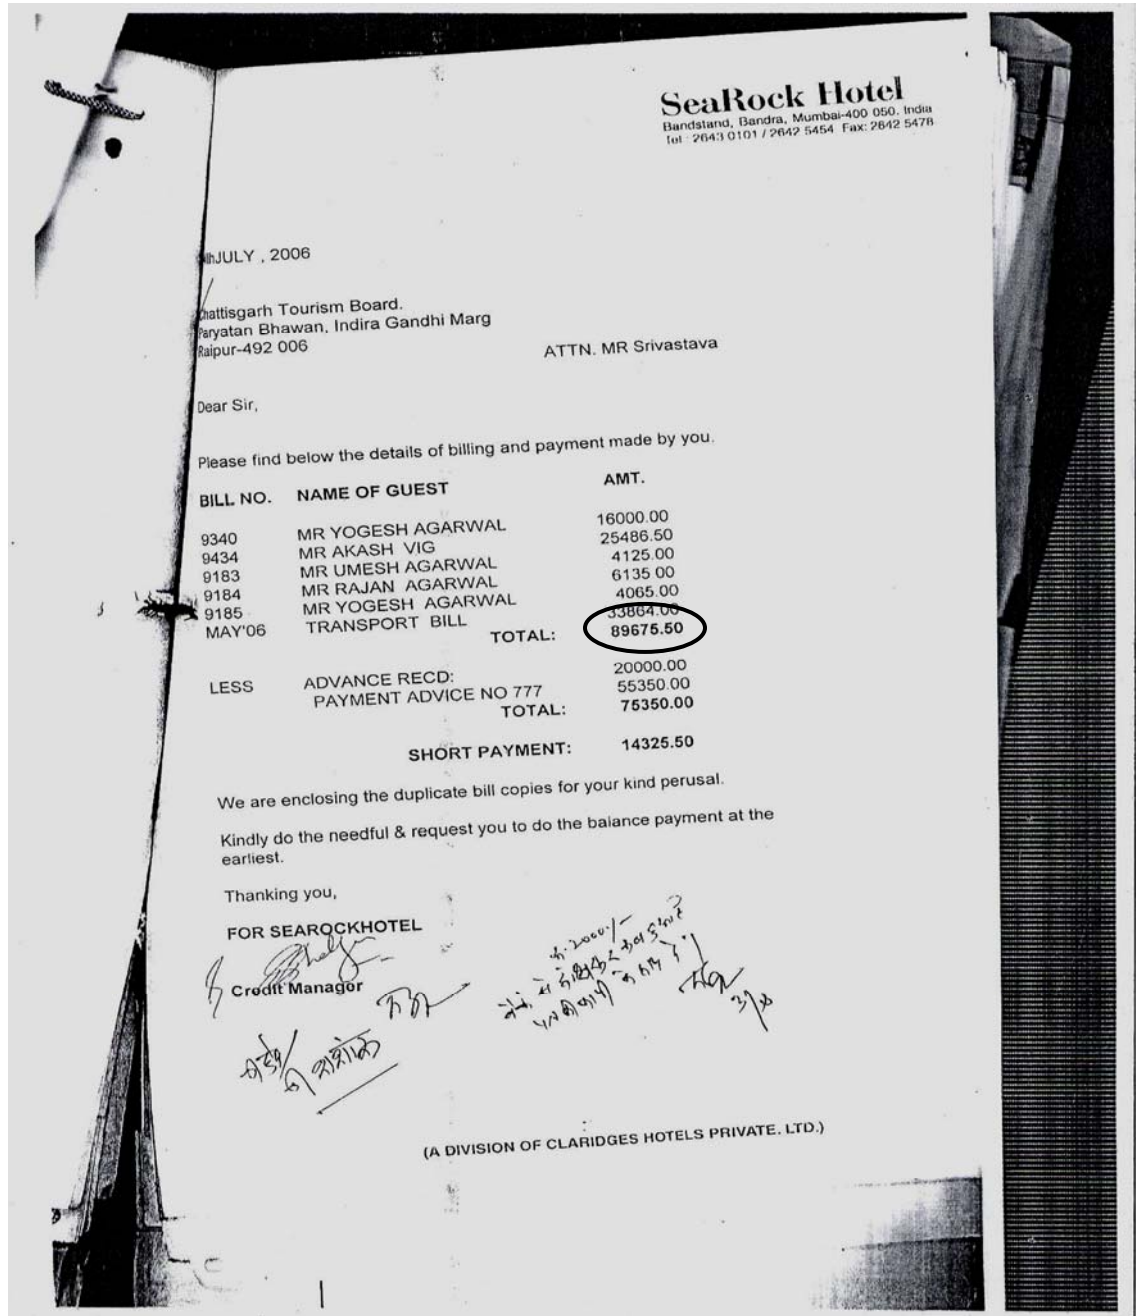 SeaRock Hotel
Bandstand, Bandra, Mumbai-400 050. India
Tel : 2643 0101 / 2642 5454 Fax: 2642 5478
JULY , 2006
Chattisgarh Tourism Board.
Paryatan Bhawan, Indira Gandhi Marg
Raipur-492 006
ATTN. MR Srivastava
Dear Sir,
Please find below the details of billing and payment made by you.
BILL NO. NAME OF GUEST AMT.
9340 MR YOGESH AGARWAL 16000.00
9434 MR AKASH VIG 25486.50
9183 MR UMESH AGARWAL 4125.00
9184 MR RAJAN AGARWAL 6135 00
9185 MR YOGESH AGARWAL 4065.00
MAY'06 TRANSPORT BILL 33864.00
TOTAL: 89675.50
LESS ADVANCE RECD: 20000.00
PAYMENT ADVICE NO 777 55350.00
TOTAL: 75350.00
SHORT PAYMENT: 14325.50
We are enclosing the duplicate bill copies for your kind perusal.
Kindly do the needful & request you to do the balance payment at the
earliest.
Thanking you,
FOR SEAROCKHOTEL
Credit Manager
(A DIVISION OF CLARIDGES HOTELS PRIVATE. LTD.)